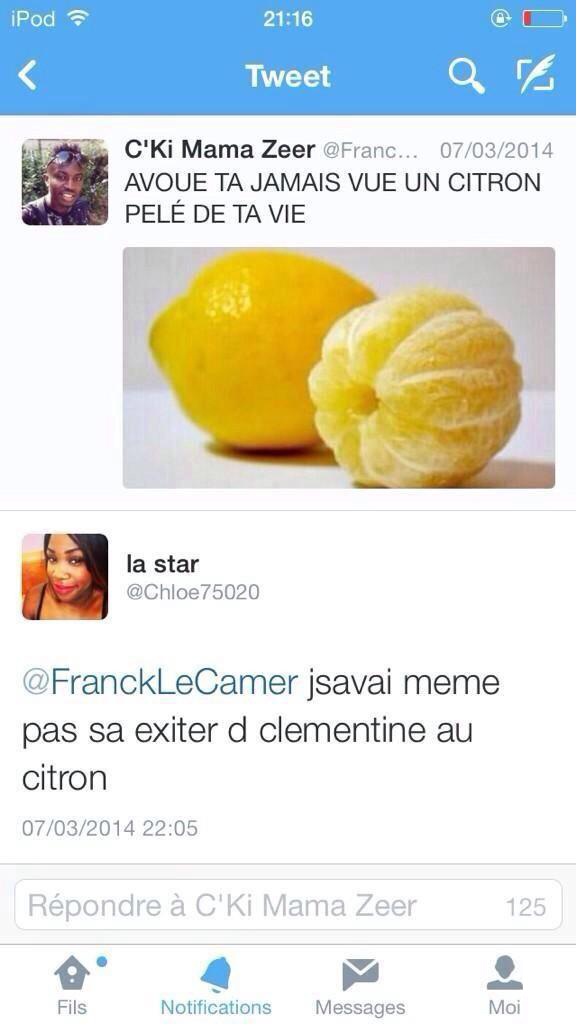 iPod 21:16
Tweet
C'Ki Mama Zeer @Franc... 07/03/2014
AVOUE TA JAMAIS VUE UN CITRON
PELÉ DE TA VIE
la star
@Chloe75020
@FranckLeCamer jsavai meme
pas sa exiter d clementine au
citron
07/03/2014 22:05
Répondre à C'Ki Mama Zeer 125
Fils Notifications Messages Moi